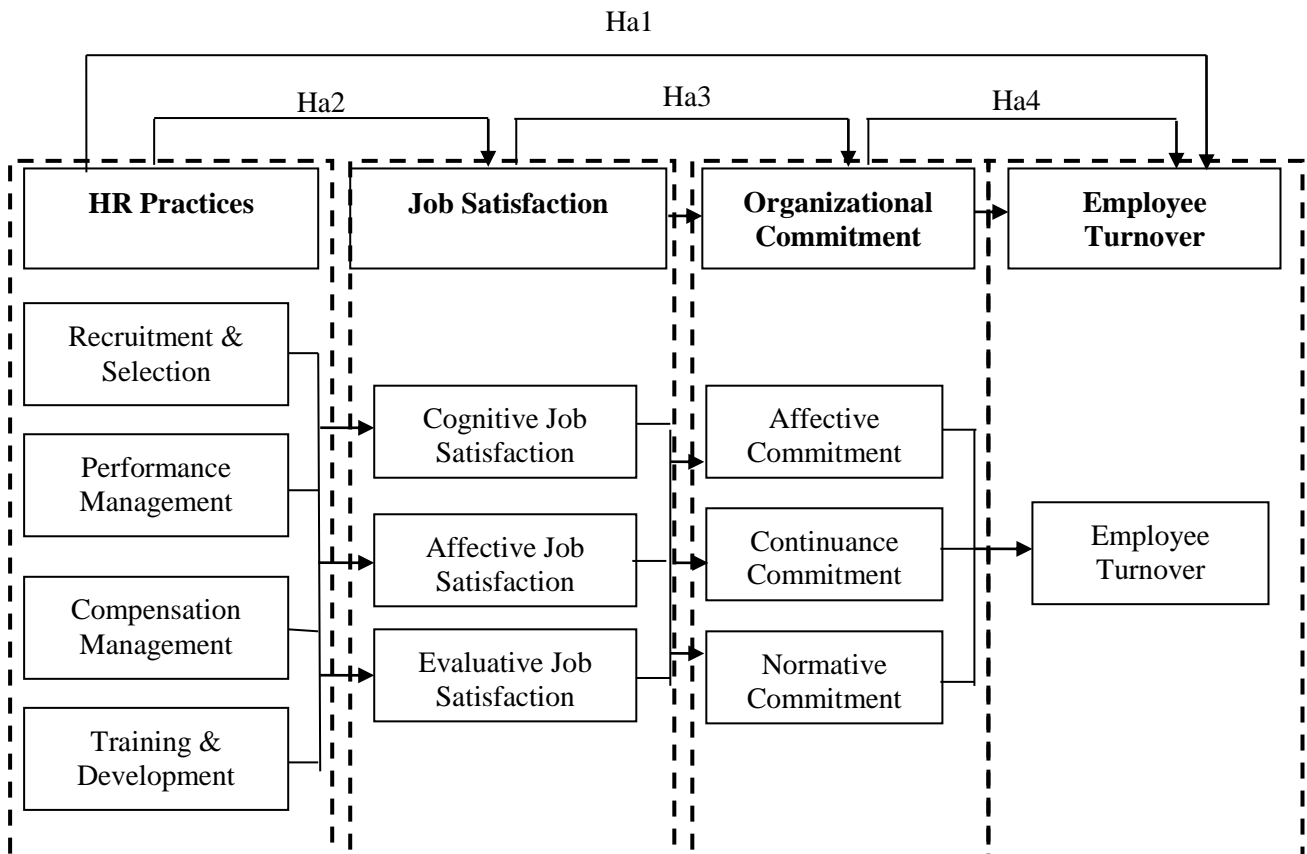 Ha1
Ha2
Ha3
Ha4
HR Practices
Job Satisfaction
Organizational
Commitment
Employee
Turnover
Recruitment &
Selection
Performance
Management
Compensation
Management
Training &
Development
Cognitive Job
Satisfaction
Affective Job
Satisfaction
Evaluative Job
Satisfaction
Affective
Commitment
Continuance
Commitment
Normative
Commitment
Employee
Turnover